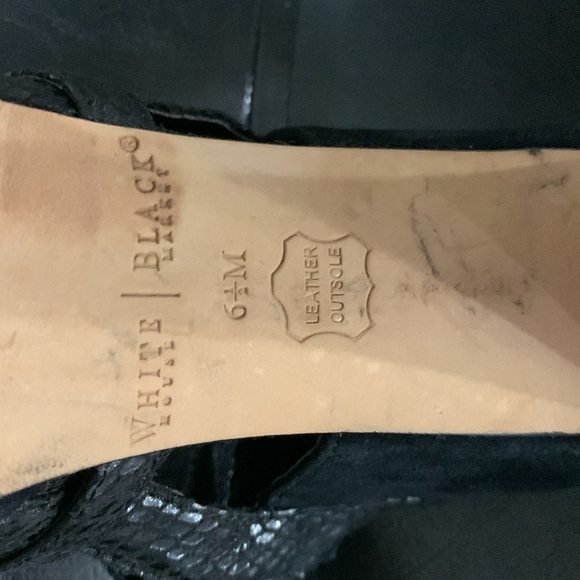 WHITE | BLACK®
HOUSE MARKET
6½M
LEATHER
OUTSOLE